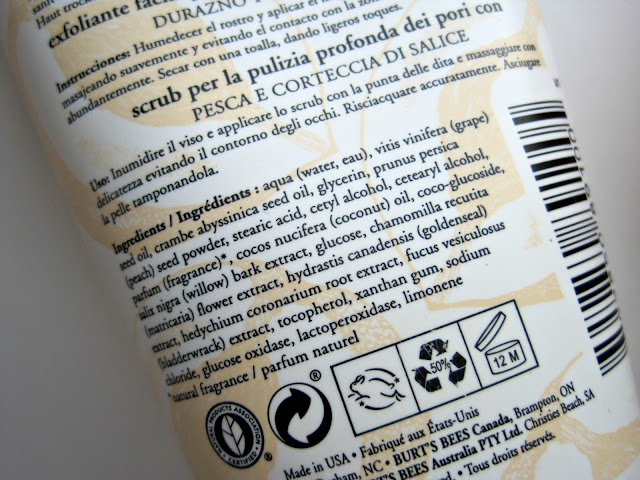 Haut troc
exfoliante facia
DURAZNO
Instrucciones: Humedecer el rostro y aplicar el
masajeando suavemente y evitando el contacto con la zona
abundantemente. Secar con una toalla, dando ligeros toques.
scrub per la pulizia profonda dei pori con
PESCA E CORTECCIA DI SALICE
Uso: Inumidire il viso e applicare lo scrub con la punta delle dita e massaggiare con
delicatezza evitando il contorno degli occhi. Risciacquare accuratamente. Asciugare
la pelle tamponandola.
Ingredients / Ingrédients : aqua (water, eau), vitis vinifera (grape)
seed oil, crambe abyssinica seed oil, glycerin, prunus persica
(peach) seed powder, stearic acid, cetyl alcohol, cetearyl alcohol,
parfum (fragrance)*, cocos nucifera (coconut) oil, coco-glucoside,
salix nigra (willow) bark extract, glucose, chamomilla recutita
(matricaria) flower extract, hydrastis canadensis (goldenseal)
extract, hedychium coronarium root extract, fucus vesiculosus
(bladderwrack) extract, tocopherol, xanthan gum, sodium
chloride, glucose oxidase, lactoperoxidase, limonene
*natural fragrance / parfum naturel
PRODUCTS ASSOCIATION
CERTIFIED
®
®
50%
12 M
Made in USA • Fabriqué aux États-Unis
ham, NC • BURT'S BEES Canada, Brampton, ON
T'S BEES Australia PTY Ltd. Christies Beach, SA
. • Tous droits réservés.